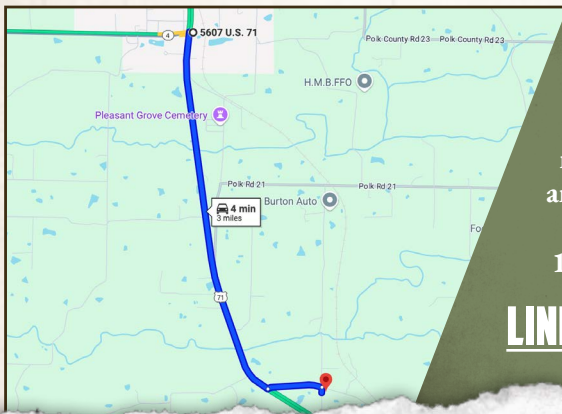 4
5607 U.S. 71
Polk County Rd 23
Polk County Rd 23
H.M.B.FFO
Pleasant Grove Cemetery
Polk Rd 21
Polk Rd 21
Burton Auto
4 min
3 miles
71